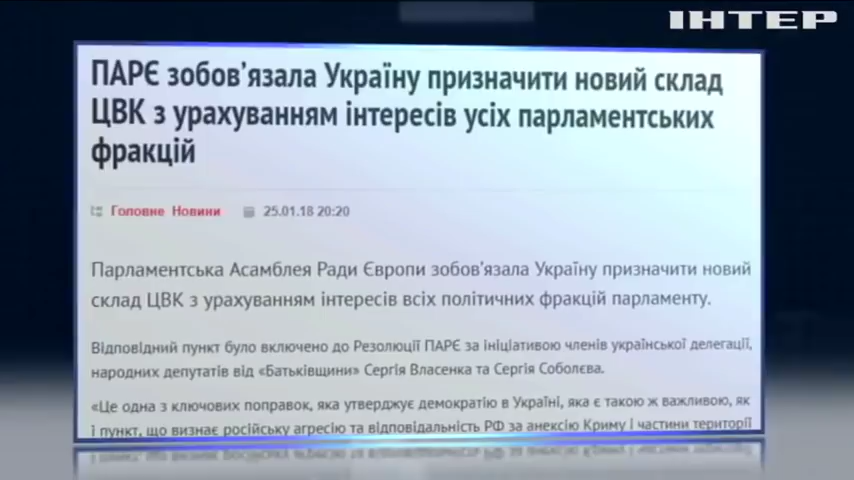 ІНТЕР
ПАРЄ зобов’язала Україну призначити новий склад
ЦВК з урахуванням інтересів усіх парламентських
фракцій
Головне Новини 25.01.18 20:20
Парламентська Асамблея Ради Європи зобов’язала Україну призначити новий
склад ЦВК з урахуванням інтересів всіх політичних фракцій парламенту.
Відповідний пункт було включено до Резоляції ПАРЄ за ініціативою членів української делегації,
народних депутатів від «Батьківщини» Сергія Власенка та Сергія Соболєва.
«Це одна з ключових поправок, яка утверджує демократію в Україні, яка є такою ж важливою, як
і пункт, що визнає російську агресію та відповідальність РФ за анексію Криму і частини території